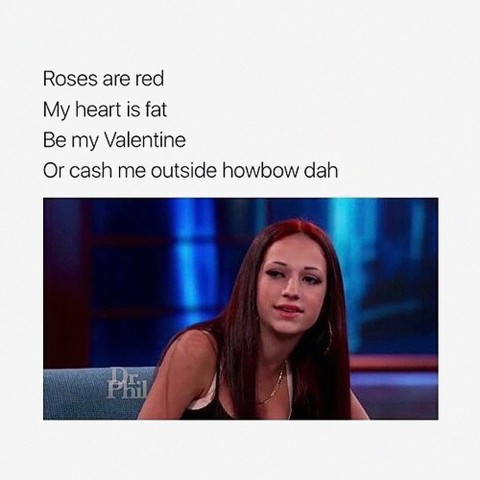 Roses are red
My heart is fat
Be my Valentine
Or cash me outside howbow dah
Dr.
Phil